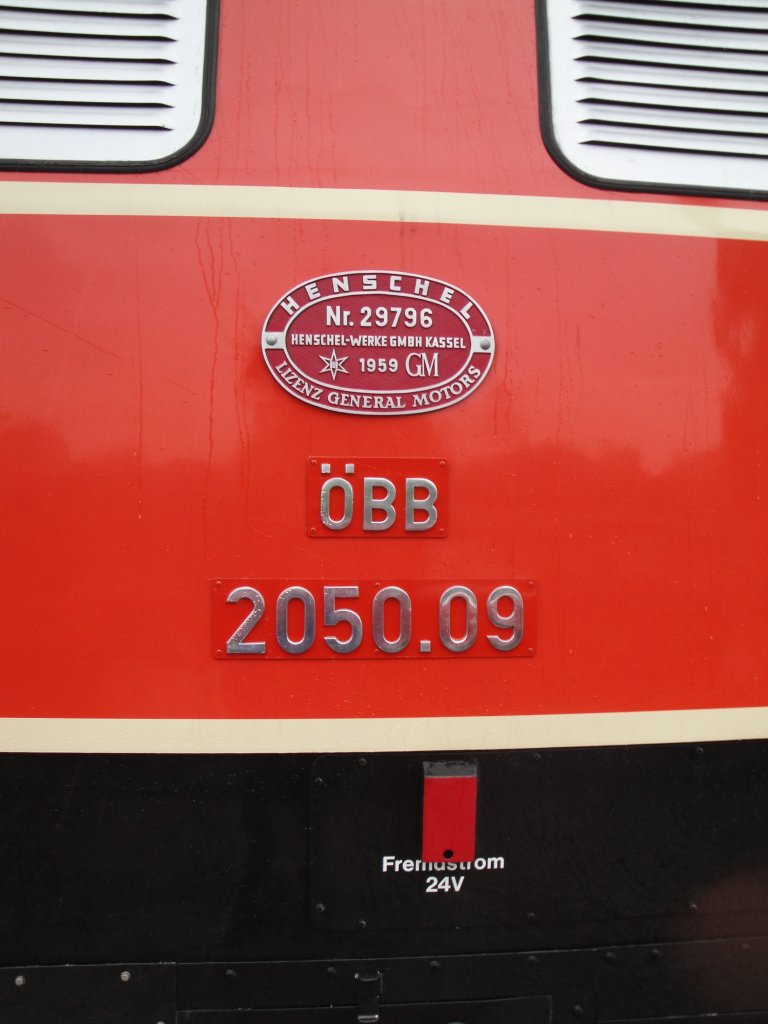 HENSCHEL
Nr. 29796
HENSCHEL-WERKE GMBH KASSEL
1959 GM
LIZENZ GENERAL MOTORS
ÖBB
2050.09
Fremdstrom
24V